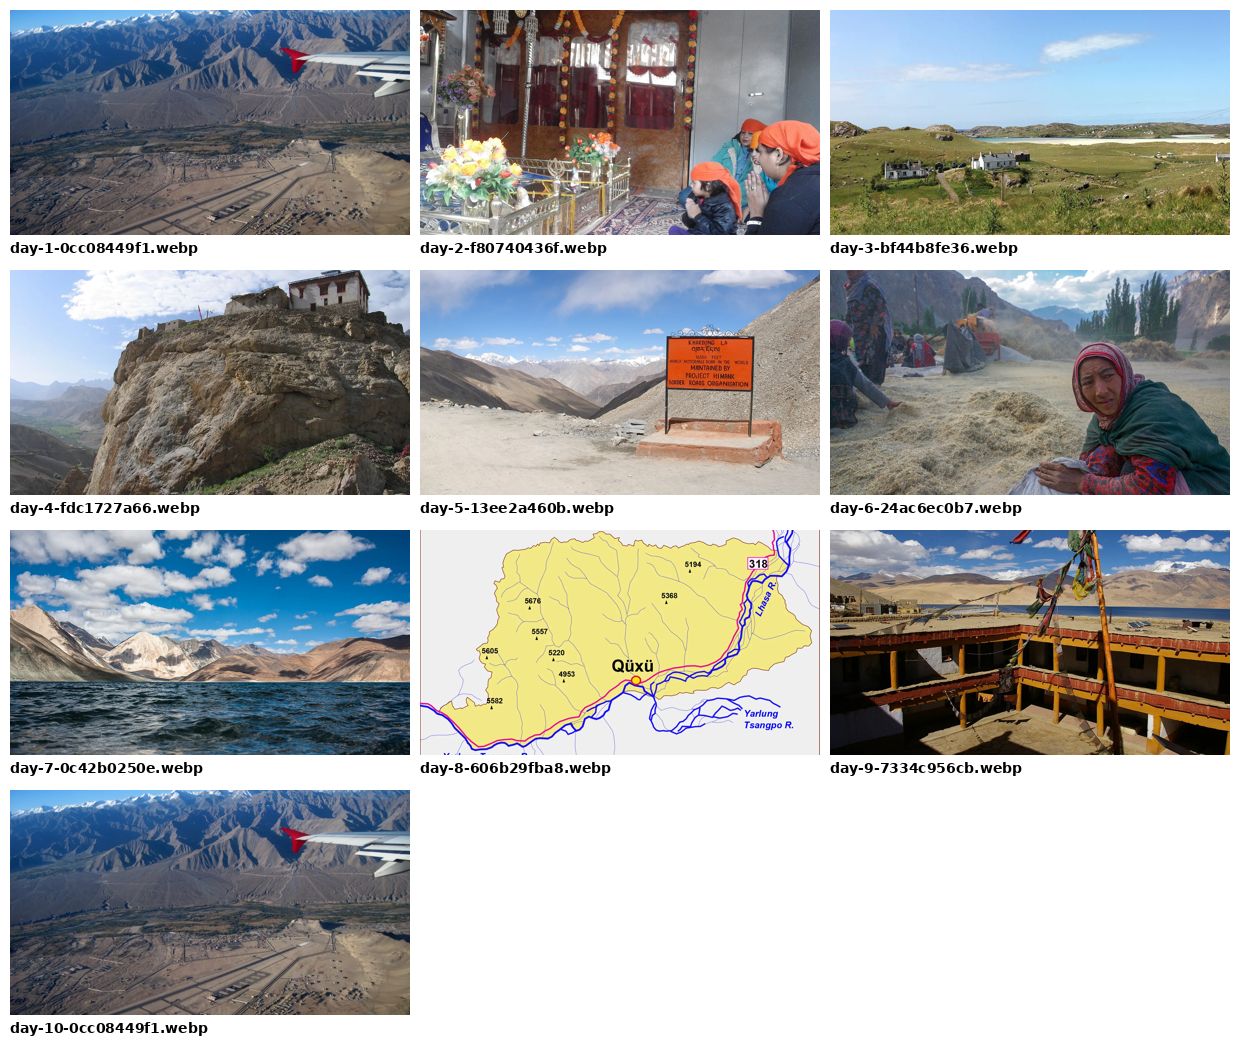 day-1-0cc08449f1.webp
day-2-f80740436f.webp
day-3-bf44b8fe36.webp
KHARDUNG LA
MAINTAINED BY
PROJECT HIMANK
BORDER ROADS ORGANISATION
day-4-fdc1727a66.webp
day-5-13ee2a460b.webp
day-6-24ac6ec0b7.webp
318
5194
Lhasa R.
5676
5368
5557
5605
5220
4953
Qüxü
5582
Yarlung
Tsangpo R.
day-7-0c42b0250e.webp
day-8-606b29fba8.webp
day-9-7334c956cb.webp
day-10-0cc08449f1.webp